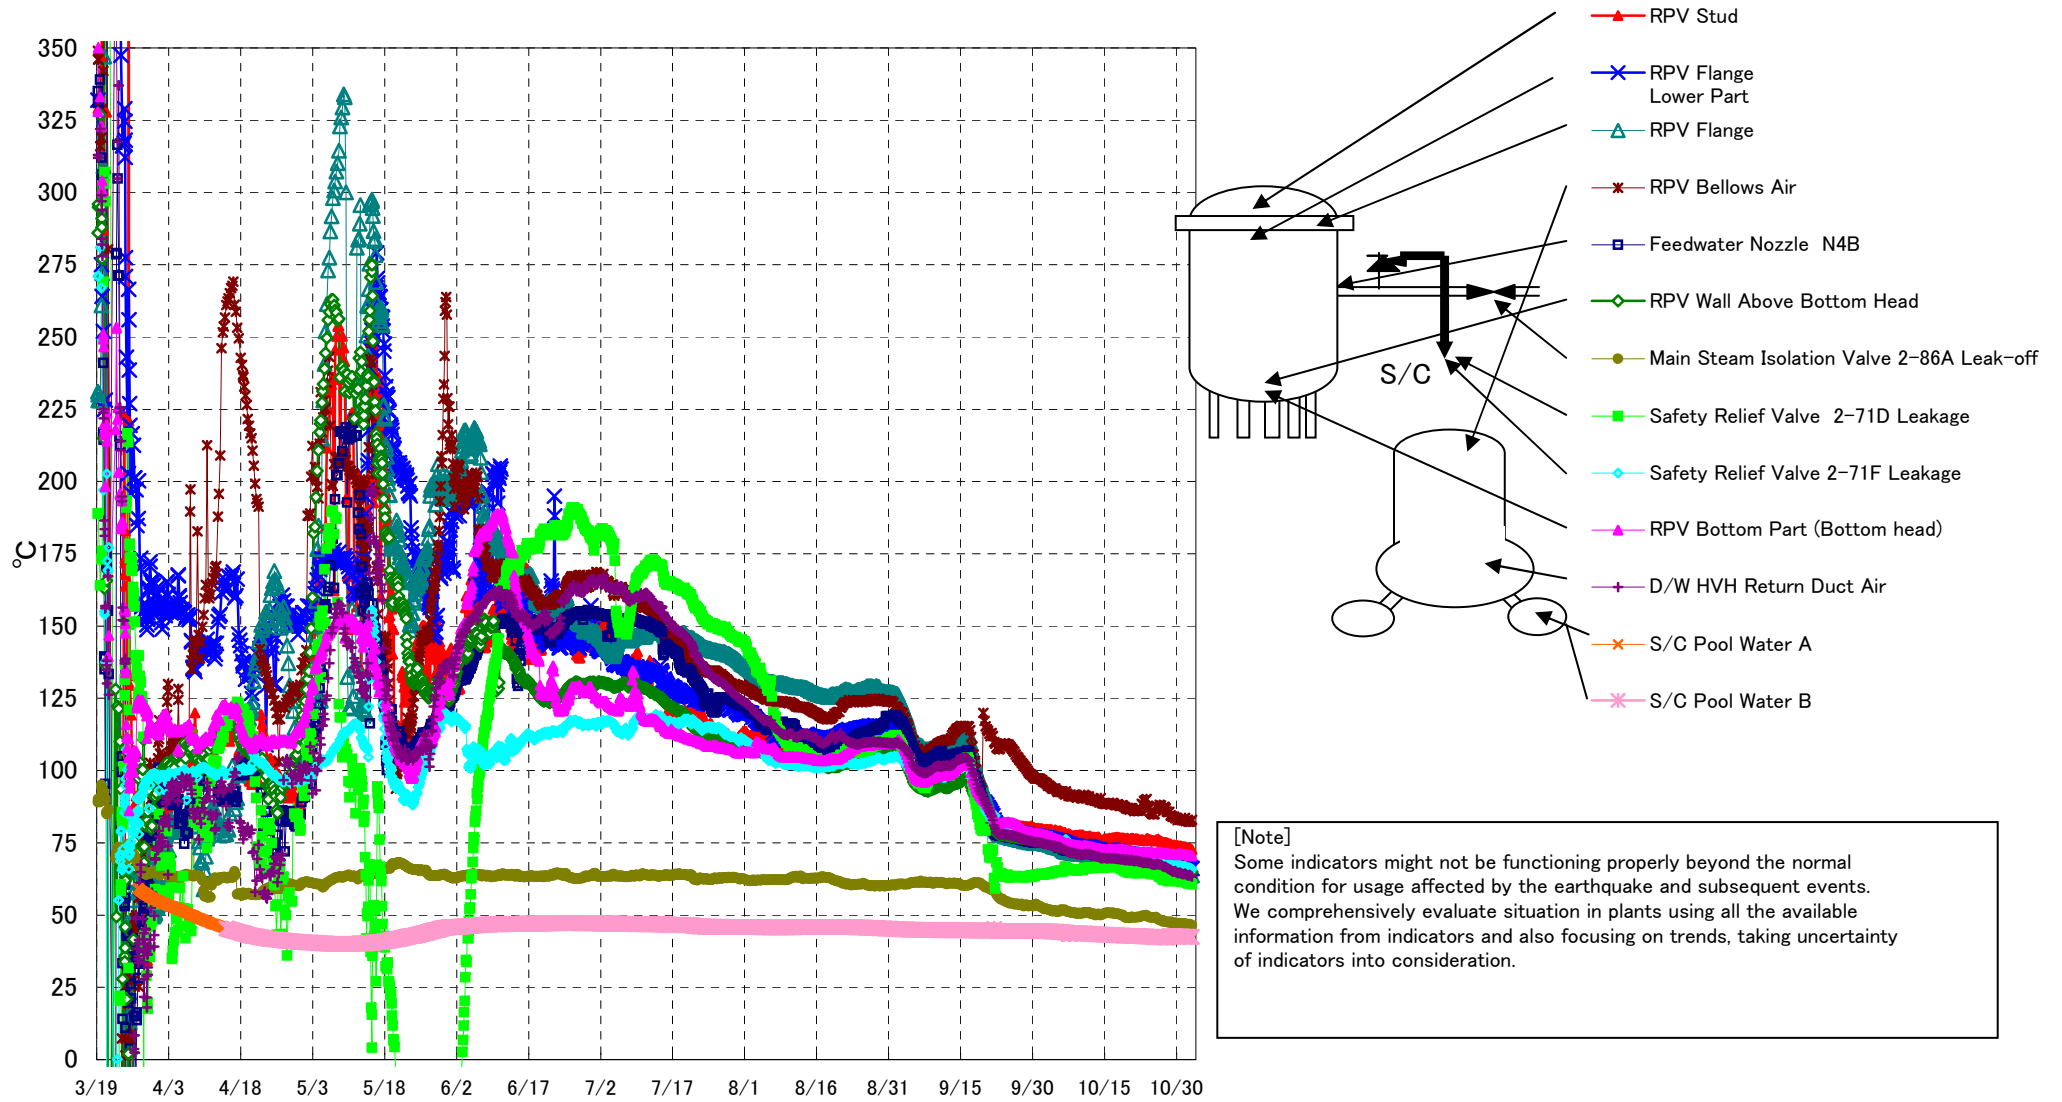 ℃
350
325
300
275
250
225
200
175
150
125
100
75
50
25
0
3/19 4/3 4/18 5/3 5/18 6/2 6/17 7/2 7/17 8/1 8/16 8/31 9/15 9/30 10/15 10/30
RPV Stud
RPV Flange
Lower Part
RPV Flange
RPV Bellows Air
Feedwater Nozzle N4B
RPV Wall Above Bottom Head
Main Steam Isolation Valve 2-86A Leak-off
Safety Relief Valve 2-71D Leakage
Safety Relief Valve 2-71F Leakage
RPV Bottom Part (Bottom head)
D/W HVH Return Duct Air
S/C Pool Water A
S/C Pool Water B
S/C
[Note]
Some indicators might not be functioning properly beyond the normal
condition for usage affected by the earthquake and subsequent events.
We comprehensively evaluate situation in plants using all the available
information from indicators and also focusing on trends, taking uncertainty
of indicators into consideration.